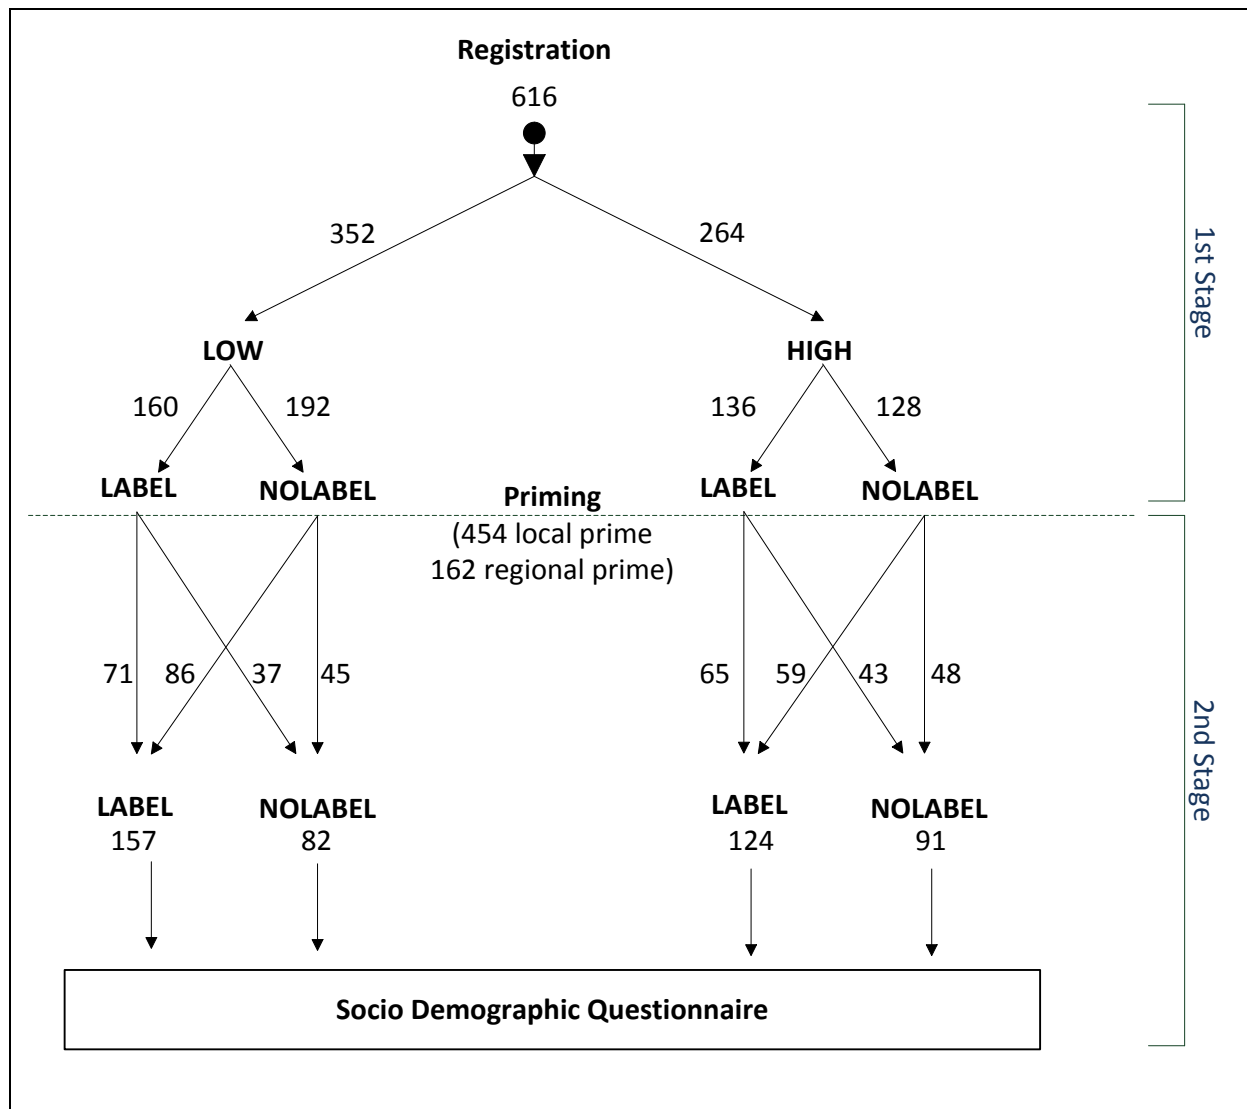 Registration
616
352
264
LOW
HIGH
160
192
136
128
LABEL
NOLABEL
LABEL
NOLABEL
Priming
(454 local prime
162 regional prime)
1st Stage
71
86
37
45
65
59
43
48
LABEL
NOLABEL
LABEL
NOLABEL
157
82
124
91
2nd Stage
Socio Demographic Questionnaire